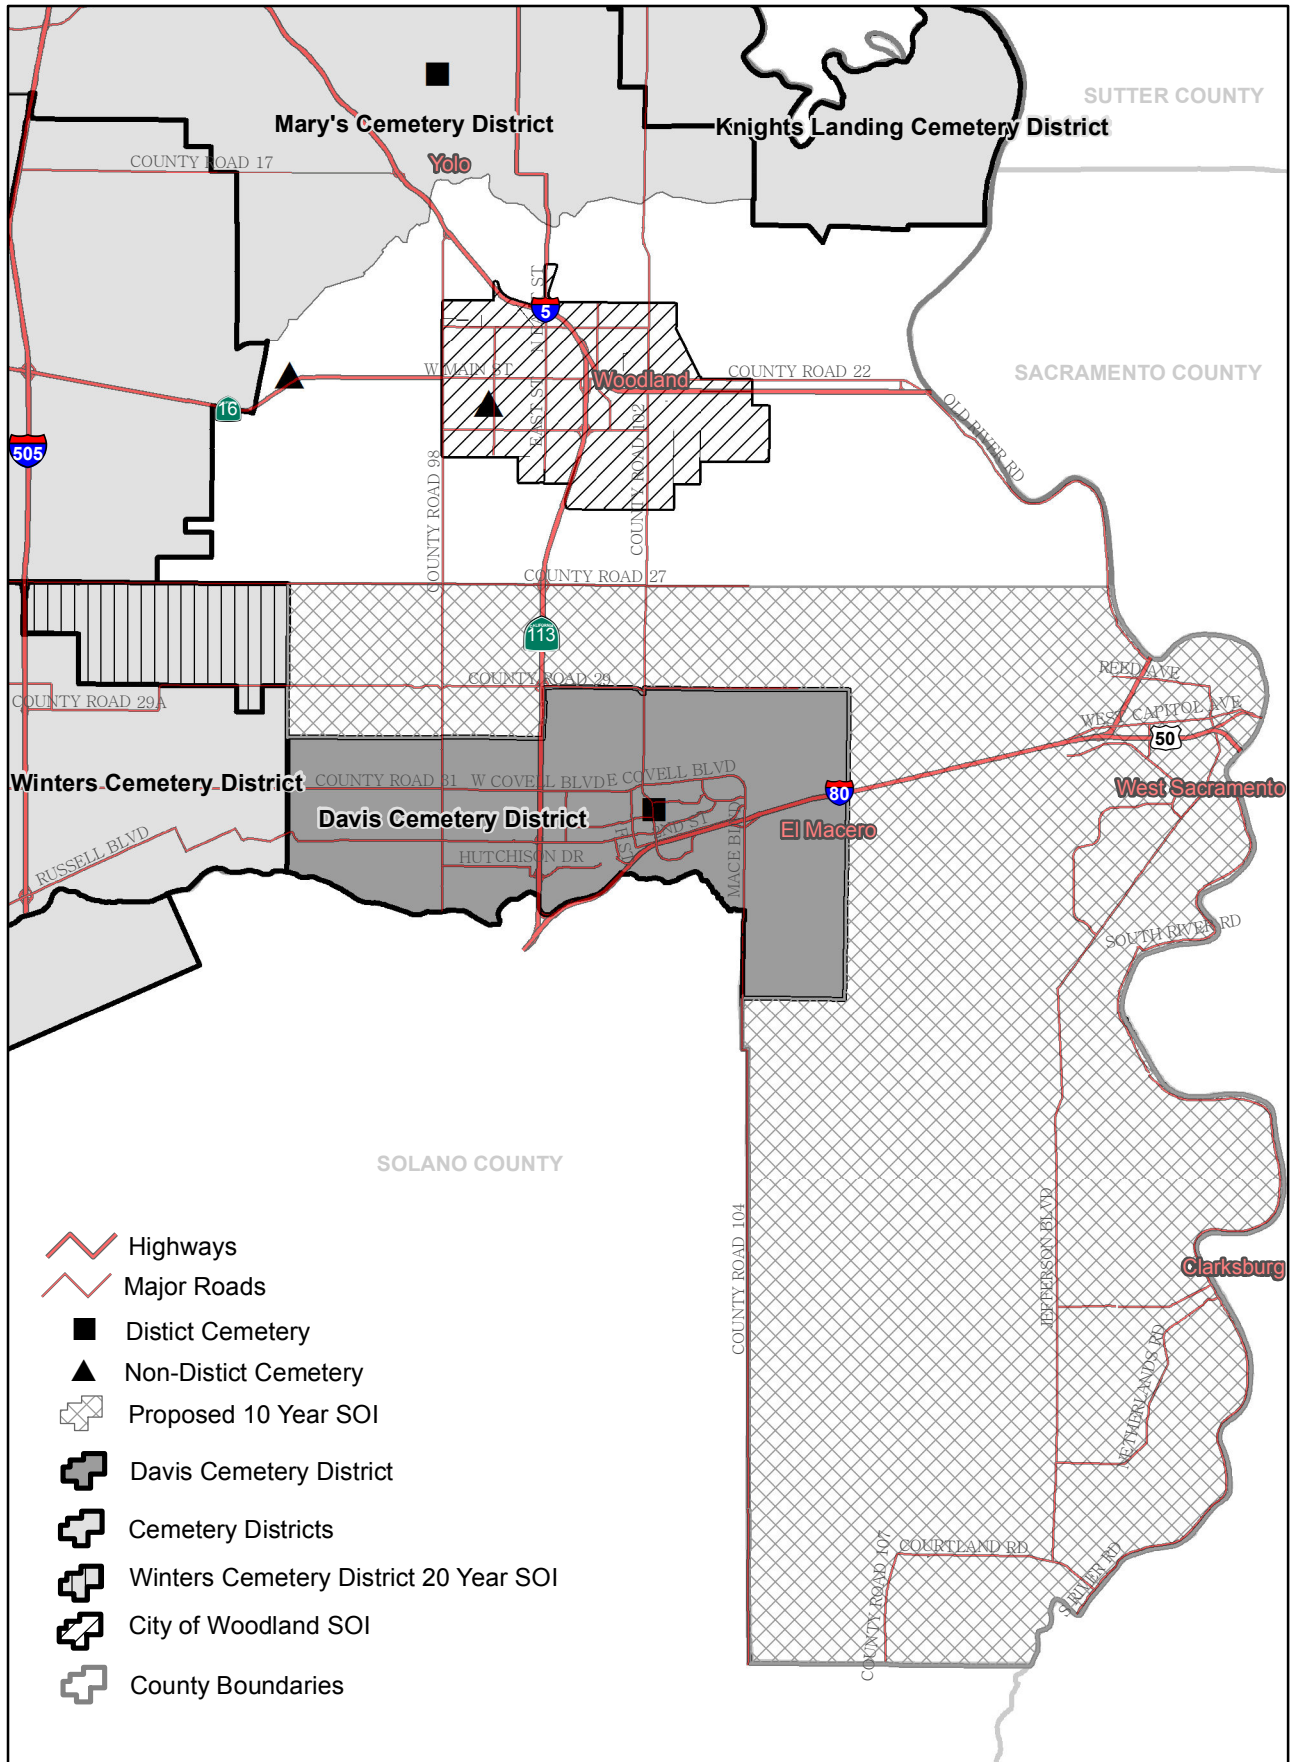 SUTTER COUNTY
Mary's Cemetery District
Knights Landing Cemetery District
COUNTY ROAD 17
Yolo
5
W MAIN ST
EAST ST
Woodland
COUNTY ROAD 22
SACRAMENTO COUNTY
16
OLD RIVER RD
505
COUNTY ROAD 98
COUNTY ROAD 102
COUNTY ROAD 27
CALIFORNIA
113
REED AVE
COUNTY ROAD 29
COUNTY ROAD 29A
WEST CAPITOL AVE
50
Winters Cemetery District
COUNTY ROAD 31
W COVELL BLVD
E COVELL BLVD
West Sacramento
80
Davis Cemetery District
El Macero
2ND ST
F ST
RUSSELL BLVD
HUTCHISON DR
MACE BLVD
SOUTH RIVER RD
SOLANO COUNTY
COUNTY ROAD 104
JEFFERSON BLVD
Clarksburg
NETHERLANDS RD
COURTLAND RD
COUNTY ROAD 107
S RIVER RD
Highways
Major Roads
Distict Cemetery
Non-Distict Cemetery
Proposed 10 Year SOI
Davis Cemetery District
Cemetery Districts
Winters Cemetery District 20 Year SOI
City of Woodland SOI
County Boundaries